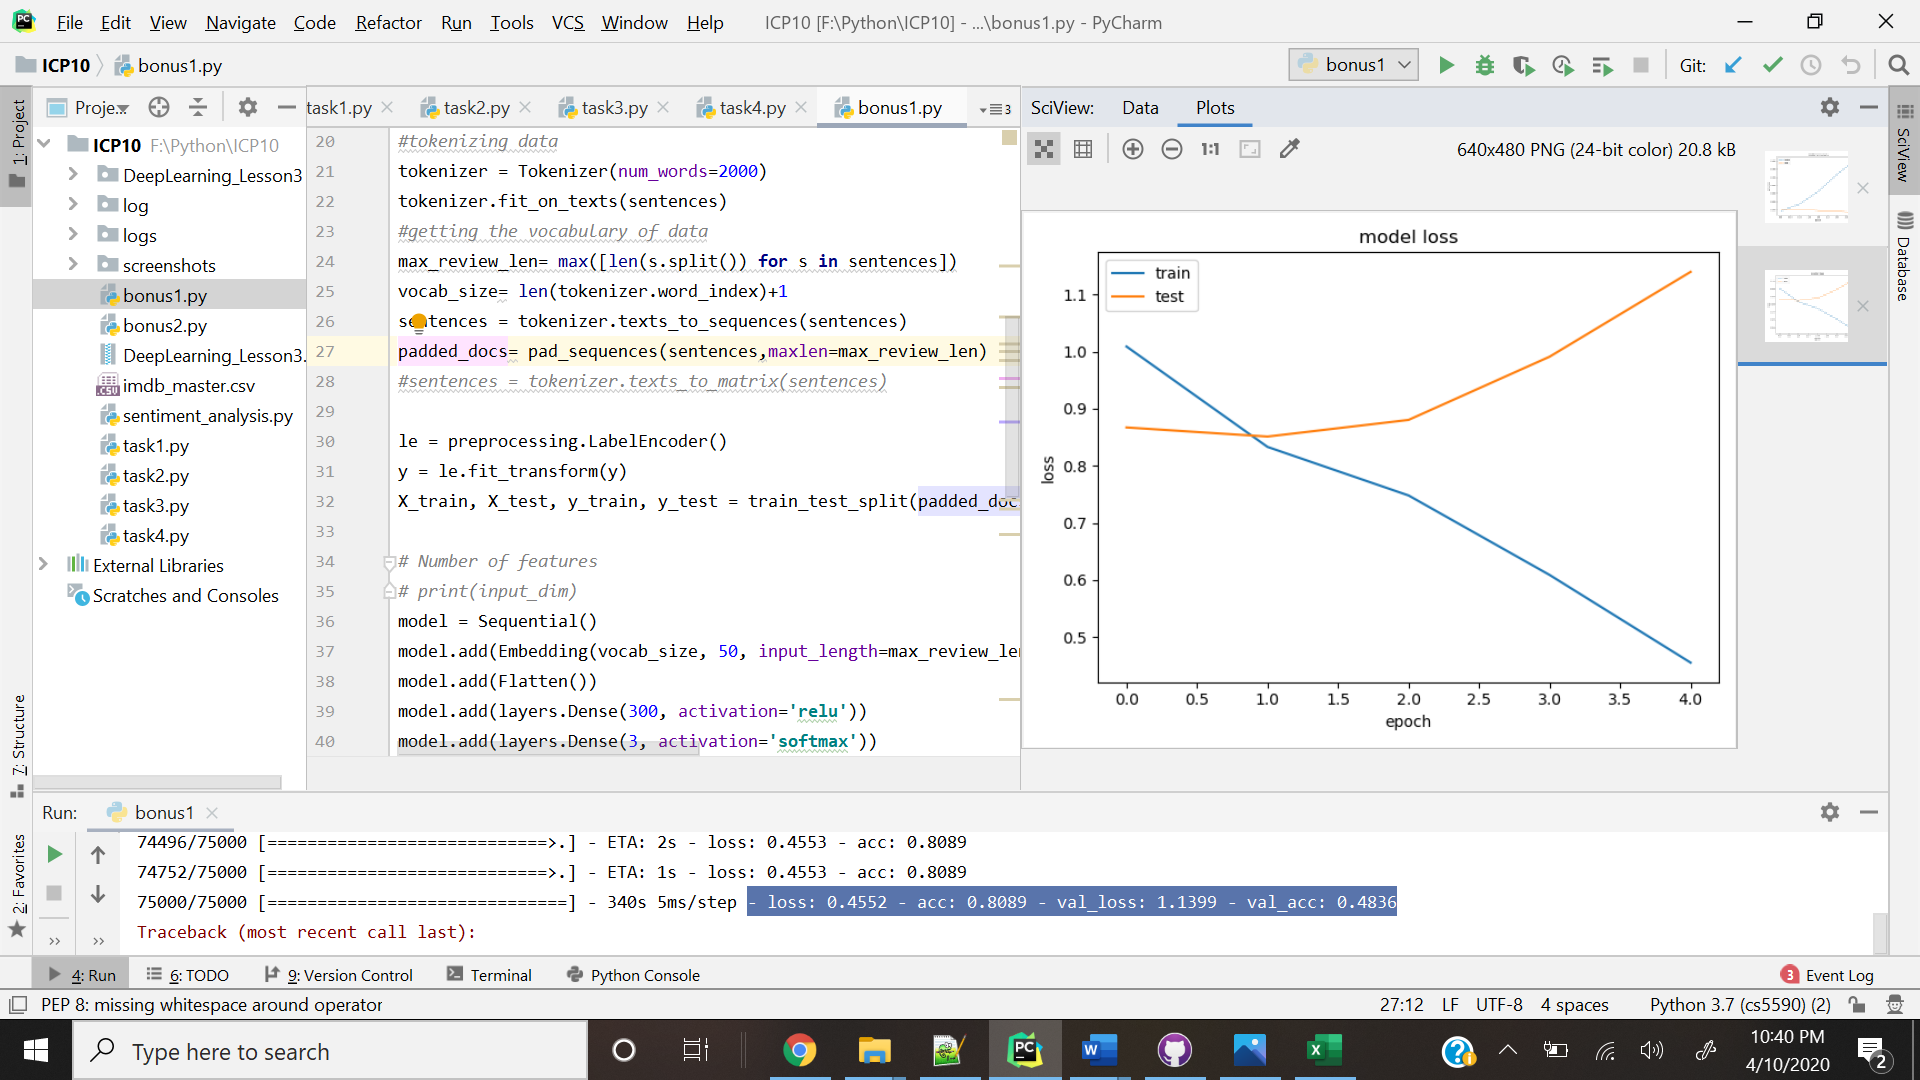 File Edit View Navigate Code Refactor Run Tools VCS Window Help ICP10 [F:\Python\ICP10] - ...\bonus1.py - PyCharm
ICP10 bonus1.py bonus1 Git:
1: Project
Proje
task1.py task2.py task3.py task4.py bonus1.py 3
SciView: Data Plots
ICP10 F:\Python\ICP10
DeepLearning_Lesson3
log
logs
screenshots
bonus1.py
bonus2.py
DeepLearning_Lesson3.
imdb_master.csv
sentiment_analysis.py
task1.py
task2.py
task3.py
task4.py
External Libraries
Scratches and Consoles
20 #tokenizing data
21 tokenizer = Tokenizer(num_words=2000)
22 tokenizer.fit_on_texts(sentences)
23 #getting the vocabulary of data
24 max_review_len= max([len(s.split()) for s in sentences])
25 vocab_size= len(tokenizer.word_index)+1
26 sentences = tokenizer.texts_to_sequences(sentences)
27 padded_docs= pad_sequences(sentences,maxlen=max_review_len)
28 #sentences = tokenizer.texts_to_matrix(sentences)
29
30 le = preprocessing.LabelEncoder()
31 y = le.fit_transform(y)
32 X_train, X_test, y_train, y_test = train_test_split(padded_doc
33
34 # Number of features
35 # print(input_dim)
36 model = Sequential()
37 model.add(Embedding(vocab_size, 50, input_length=max_review_le
38 model.add(Flatten())
39 model.add(layers.Dense(300, activation='relu'))
40 model.add(layers.Dense(3, activation='softmax'))
1:1 640x480 PNG (24-bit color) 20.8 kB
model loss
train
test
1.1
1.0
0.9
0.8
0.7
0.6
0.5
loss
0.0 0.5 1.0 1.5 2.0 2.5 3.0 3.5 4.0
epoch
SciView
Database
7: Structure
2: Favorites
Run: bonus1
74496/75000 [============================>.] - ETA: 2s - loss: 0.4553 - acc: 0.8089
74752/75000 [============================>.] - ETA: 1s - loss: 0.4553 - acc: 0.8089
75000/75000 [==============================] - 340s 5ms/step - loss: 0.4552 - acc: 0.8089 - val_loss: 1.1399 - val_acc: 0.4836
Traceback (most recent call last):
4: Run 6: TODO 9: Version Control Terminal Python Console 3 Event Log
PEP 8: missing whitespace around operator 27:12 LF UTF-8 4 spaces Python 3.7 (cs5590) (2)
Type here to search
10:40 PM
4/10/2020
2